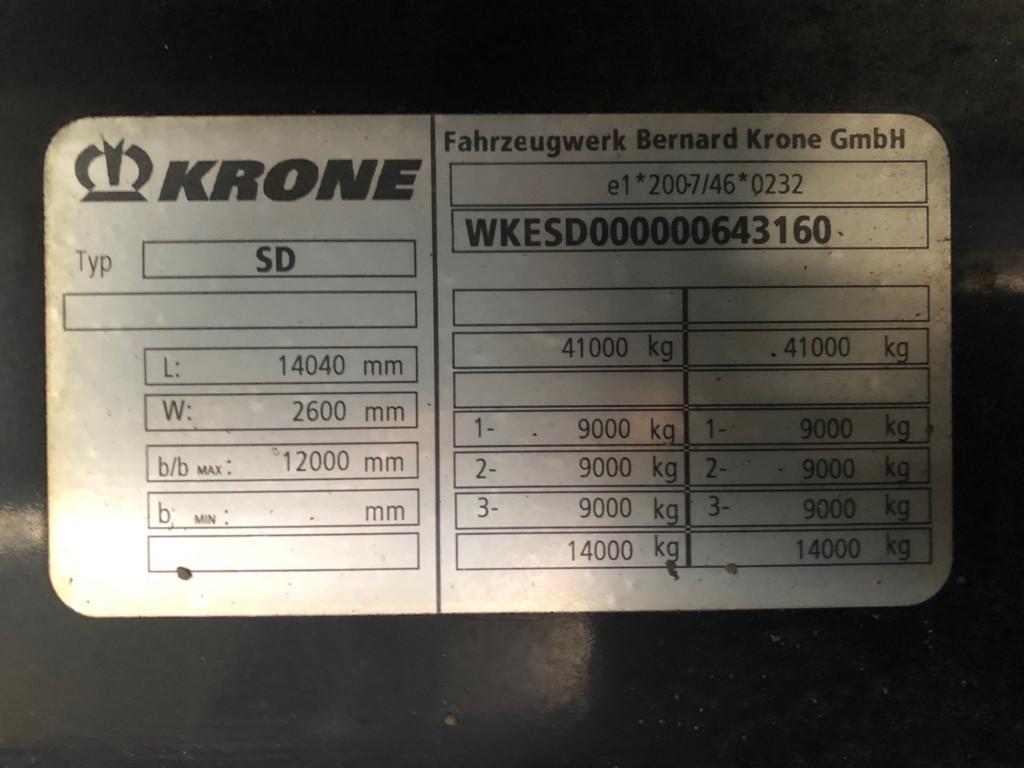 KRONE
Typ SD
L: 14040 mm
W: 2600 mm
b/b MAX: 12000 mm
b MIN: mm
Fahrzeugwerk Bernard Krone GmbH
e1*2007/46*0232
WKESD000000643160
41000 kg 41000 kg
1- 9000 kg 1- 9000 kg
2- 9000 kg 2- 9000 kg
3- 9000 kg 3- 9000 kg
14000 kg 14000 kg